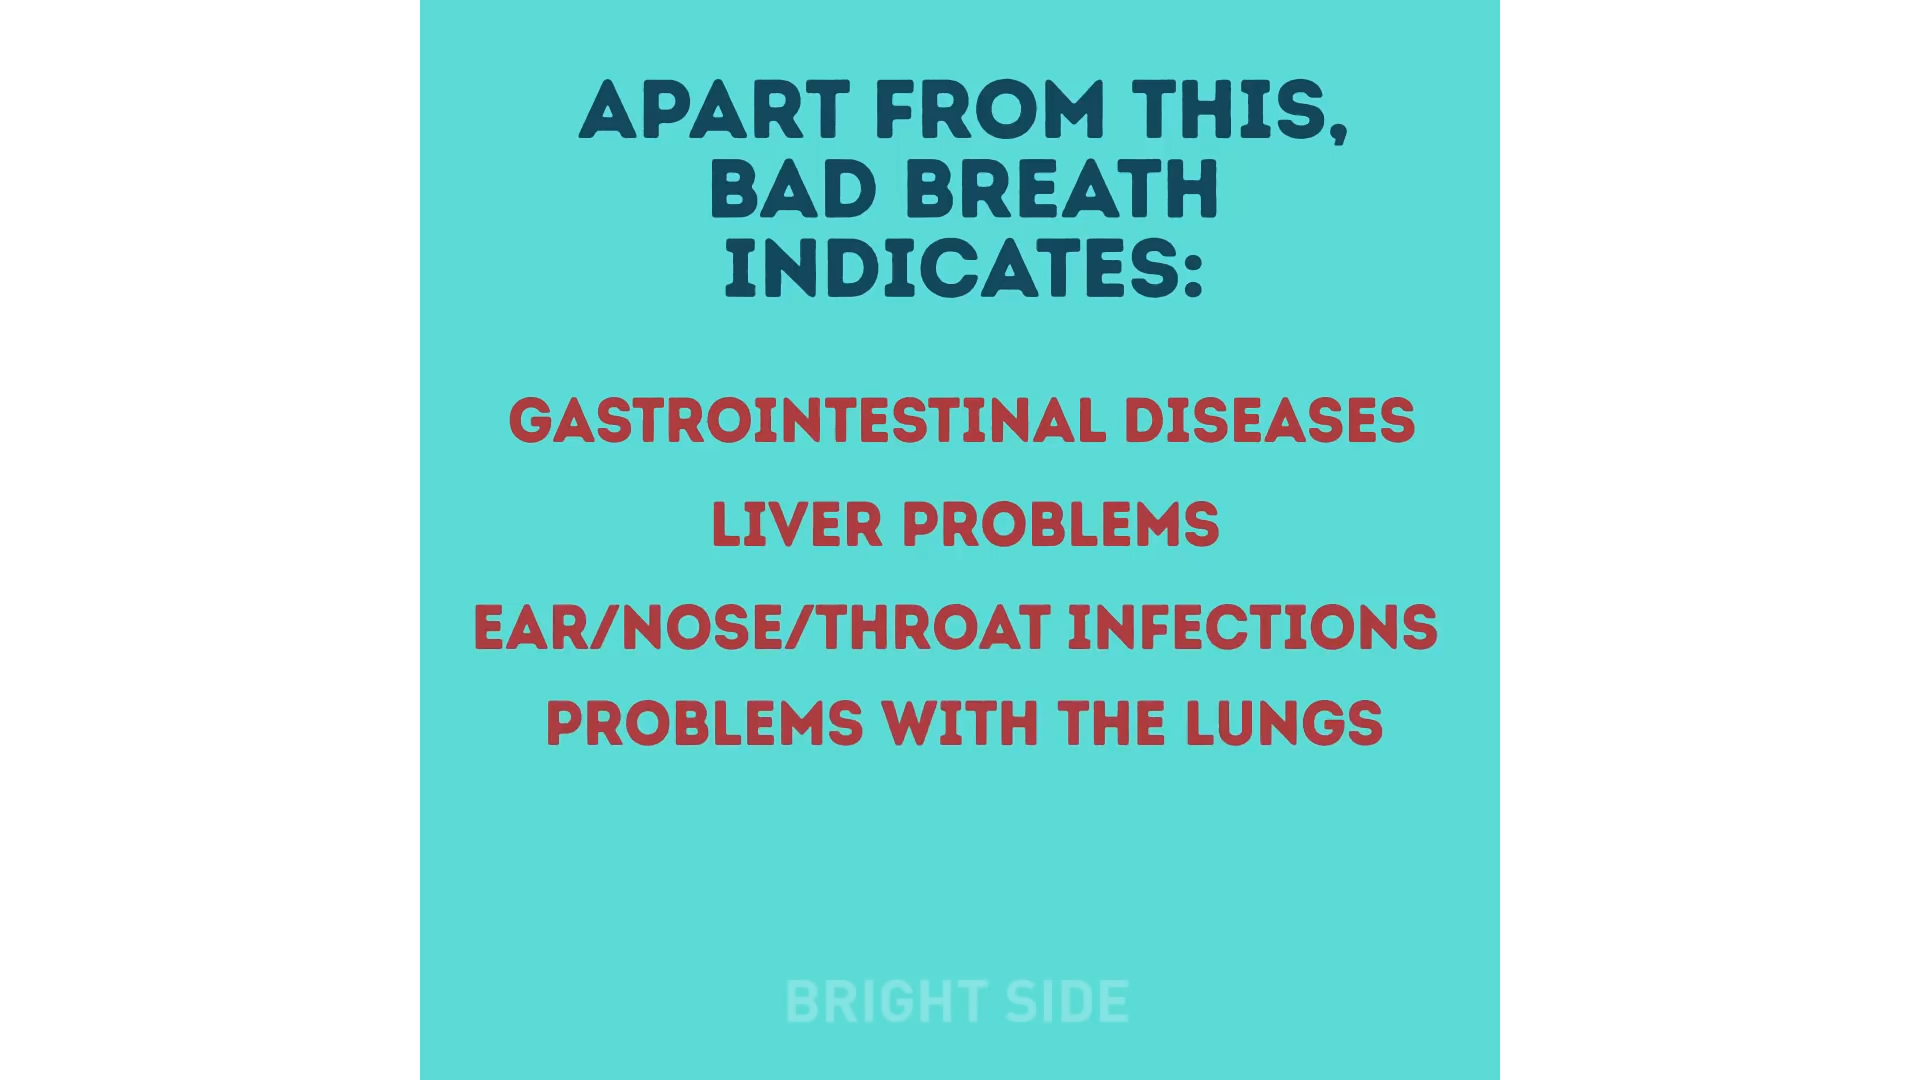 APART FROM THIS,
BAD BREATH
INDICATES:
GASTROINTESTINAL DISEASES
LIVER PROBLEMS
EAR/NOSE/THROAT INFECTIONS
PROBLEMS WITH THE LUNGS
BRIGHT SIDE